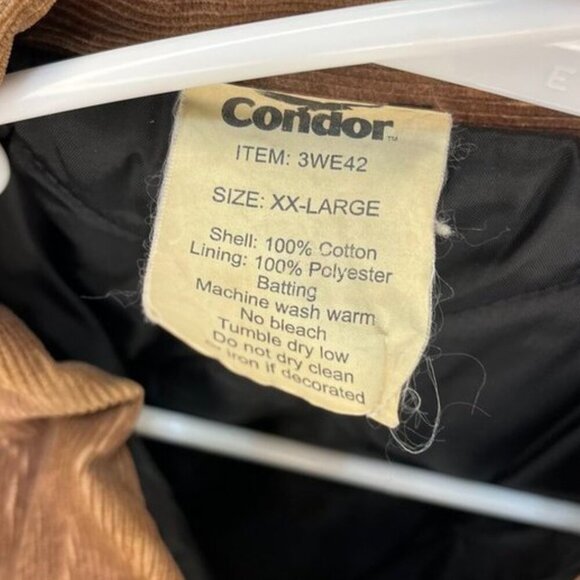 Condor™
ITEM: 3WE42
SIZE: XX-LARGE
Shell: 100% Cotton
Lining: 100% Polyester
Batting
Machine wash warm
No bleach
Tumble dry low
Do not dry clean
iron if decorated
E